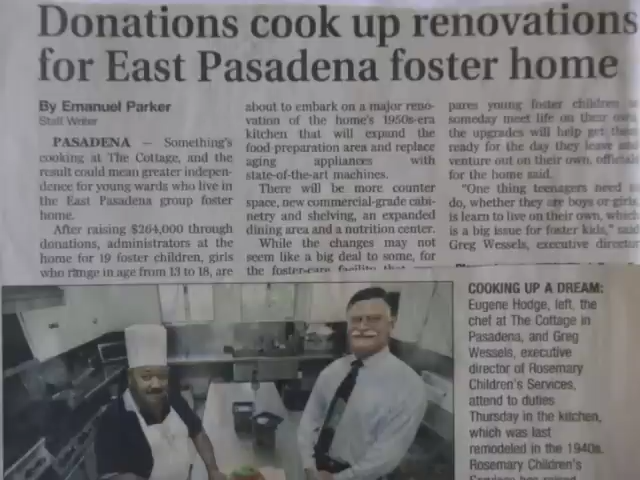 Donations cook up renovations
for East Pasadena foster home
By Emanuel Parker
Staff Writer
PASADENA — Something's
cooking at The Cottage, and the
result could mean greater indepen-
dence for young wards who live in
the East Pasadena group foster
home.
After raising $264,000 through
donations, administrators at the
home for 19 foster children, girls
who range in age from 13 to 18, are
about to embark on a major reno-
vation of the home's 1950s-era
kitchen that will expand the
food-preparation area and replace
aging appliances with
state-of-the-art machines.
There will be more counter
space, new commercial-grade cabi-
netry and shelving, an expanded
dining area and a nutrition center.
While the changes may not
seem like a big deal to some, for
the foster-care facility that
pares young foster children
someday meet life on their own
the upgrades will help get them
ready for the day they leave and
venture out on their own, officials
for the home said.
"One thing teenagers need
do, whether they are boys or girls
is learn to live on their own, which
is a big issue for foster kids," said
Greg Wessels, executive director
COOKING UP A DREAM:
Eugene Hodge, left, the
chef at The Cottage in
Pasadena, and Greg
Wessels, executive
director of Rosemary
Children's Services,
attend to duties
Thursday in the kitchen,
which was last
remodeled in the 1940s.
Rosemary Children's
Services has raised